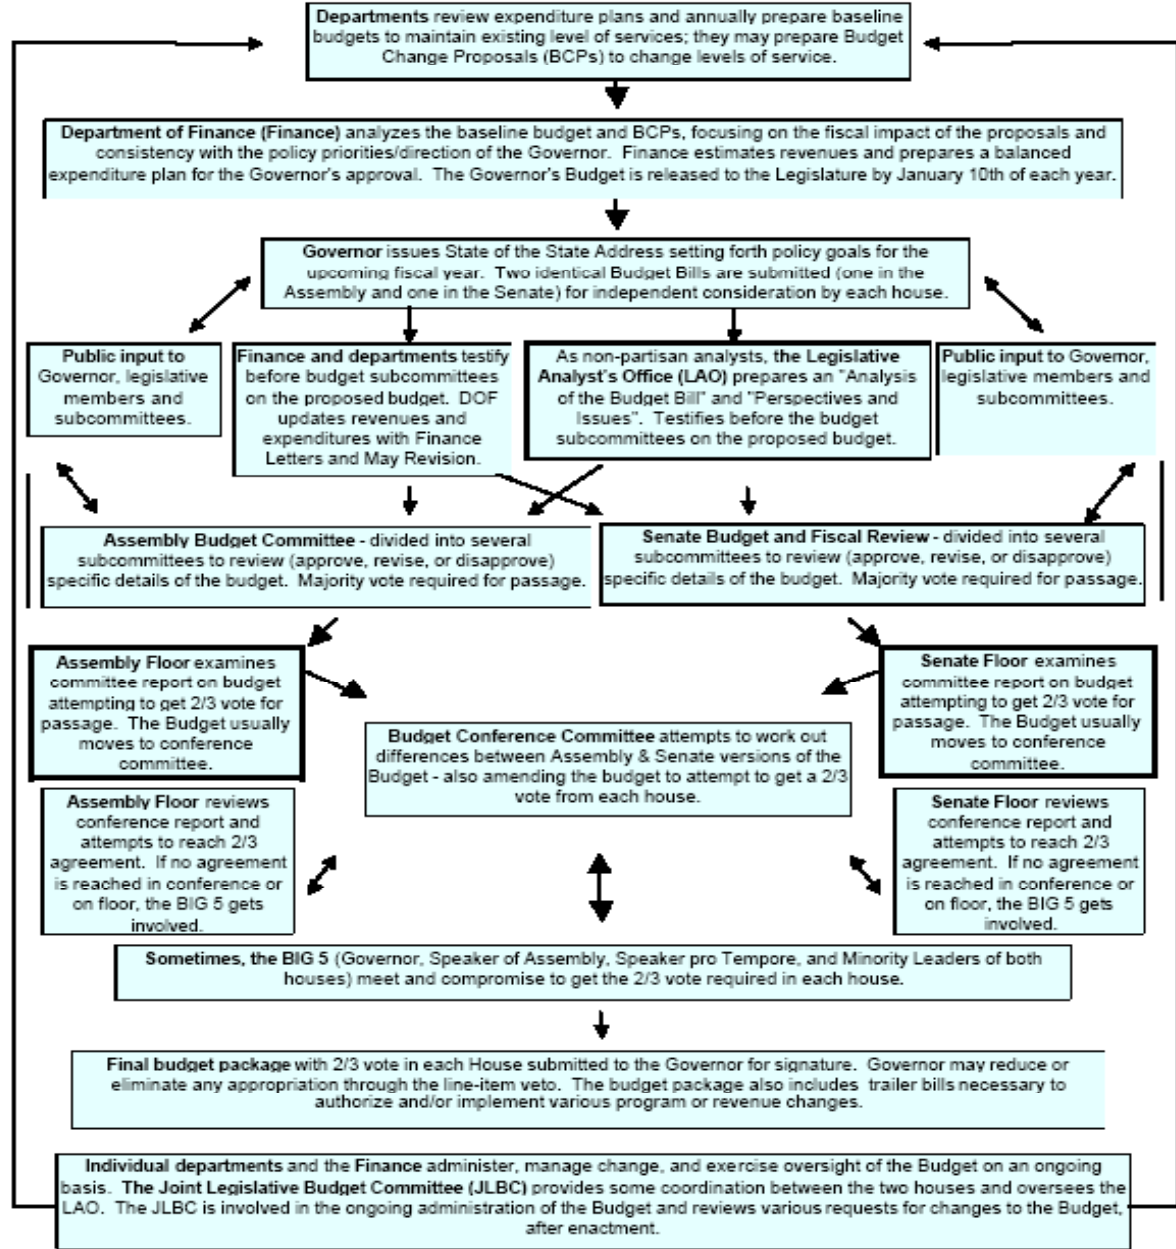 Departments review expenditure plans and annually prepare baseline
budgets to maintain existing level of services; they may prepare Budget
Change Proposals (BCPs) to change levels of service.
Department of Finance (Finance) analyzes the baseline budget and BCPs, focusing on the fiscal impact of the proposals and
consistency with the policy priorities/direction of the Governor. Finance estimates revenues and prepares a balanced
expenditure plan for the Governor's approval. The Governor's Budget is released to the Legislature by January 10th of each year.
Governor issues State of the State Address setting forth policy goals for the
upcoming fiscal year. Two identical Budget Bills are submitted (one in the
Assembly and one in the Senate) for independent consideration by each house.
Public input to
Governor, legislative
members and
subcommittees.
Finance and departments testify
before budget subcommittees
on the proposed budget. DOF
updates revenues and
expenditures with Finance
Letters and May Revision.
As non-partisan analysts, the Legislative
Analyst's Office (LAO) prepares an "Analysis
of the Budget Bill" and "Perspectives and
Issues". Testifies before the budget
subcommittees on the proposed budget.
Public input to Governor,
legislative members and
subcommittees.
Assembly Budget Committee - divided into several
subcommittees to review (approve, revise, or disapprove)
specific details of the budget. Majority vote required for passage.
Senate Budget and Fiscal Review - divided into several
subcommittees to review (approve, revise, or disapprove)
specific details of the budget. Majority vote required for passage.
Assembly Floor examines
committee report on budget
attempting to get 2/3 vote for
passage. The Budget usually
moves to conference
committee.
Senate Floor examines
committee report on budget
attempting to get 2/3 vote for
passage. The Budget usually
moves to conference
committee.
Budget Conference Committee attempts to work out
differences between Assembly & Senate versions of the
Budget - also amending the budget to attempt to get a 2/3
vote from each house.
Assembly Floor reviews
conference report and
attempts to reach 2/3
agreement. If no agreement
is reached in conference or
on floor, the BIG 5 gets
involved.
Senate Floor reviews
conference report and
attempts to reach 2/3
agreement. If no agreement
is reached in conference or
on floor, the BIG 5 gets
involved.
Sometimes, the BIG 5 (Governor, Speaker of Assembly, Speaker pro Tempore, and Minority Leaders of both
houses) meet and compromise to get the 2/3 vote required in each house.
Final budget package with 2/3 vote in each House submitted to the Governor for signature. Governor may reduce or
eliminate any appropriation through the line-item veto. The budget package also includes trailer bills necessary to
authorize and/or implement various program or revenue changes.
Individual departments and the Finance administer, manage change, and exercise oversight of the Budget on an ongoing
basis. The Joint Legislative Budget Committee (JLBC) provides some coordination between the two houses and oversees the
LAO. The JLBC is involved in the ongoing administration of the Budget and reviews various requests for changes to the Budget,
after enactment.